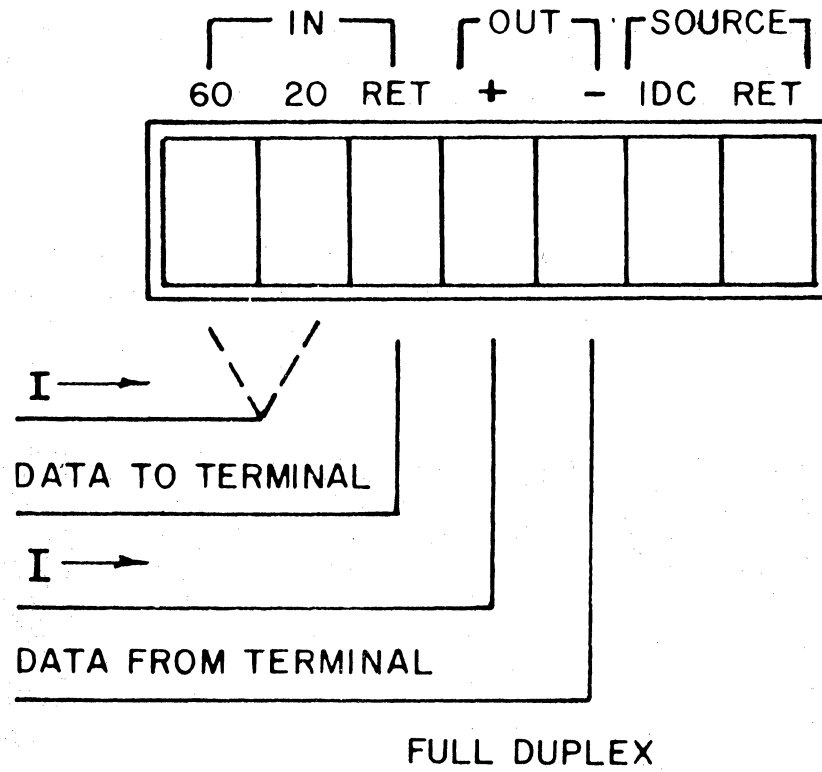 IN OUT SOURCE
60 20 RET + - IDC RET
I
DATA TO TERMINAL
I
DATA FROM TERMINAL
FULL DUPLEX